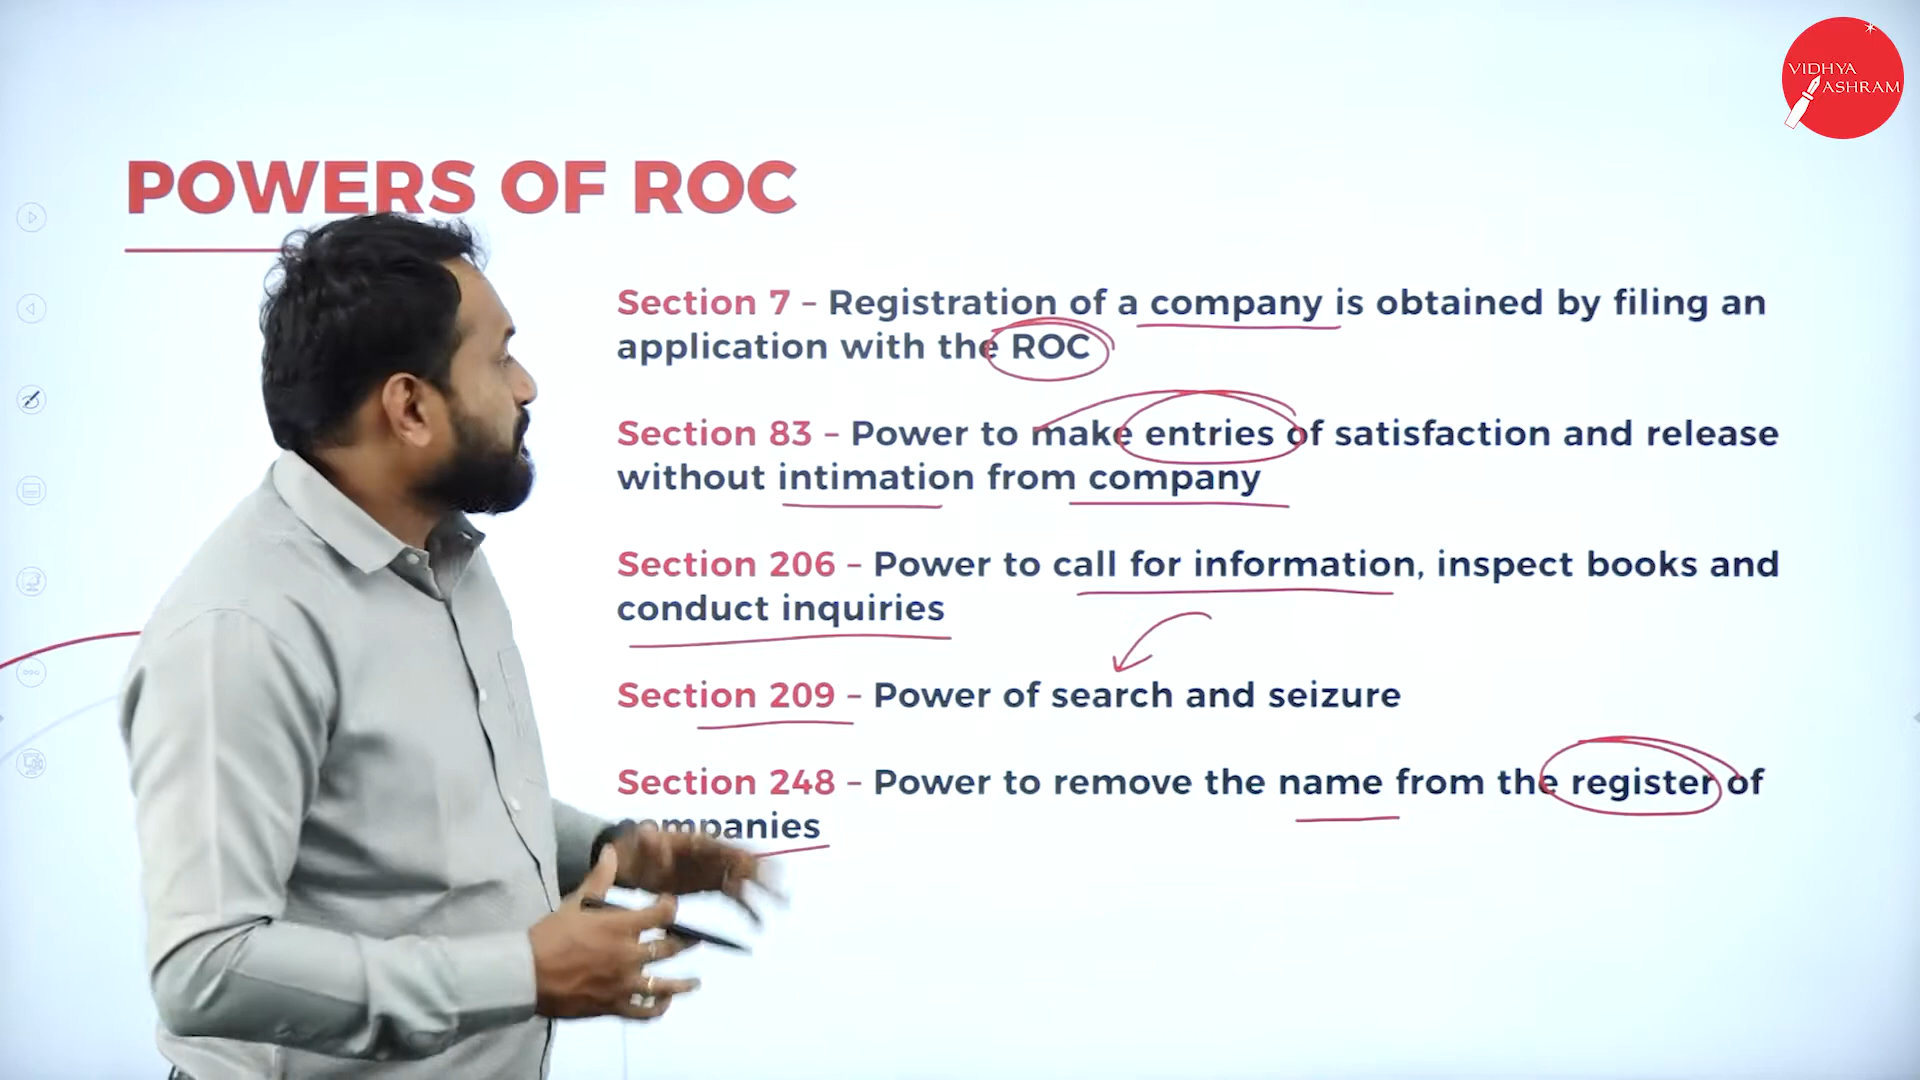 VIDHYA
ASHRAM
POWERS OF ROC
Section 7 – Registration of a company is obtained by filing an
application with the ROC
Section 83 – Power to make entries of satisfaction and release
without intimation from company
Section 206 – Power to call for information, inspect books and
conduct inquiries
Section 209 – Power of search and seizure
Section 248 – Power to remove the name from the register of
companies